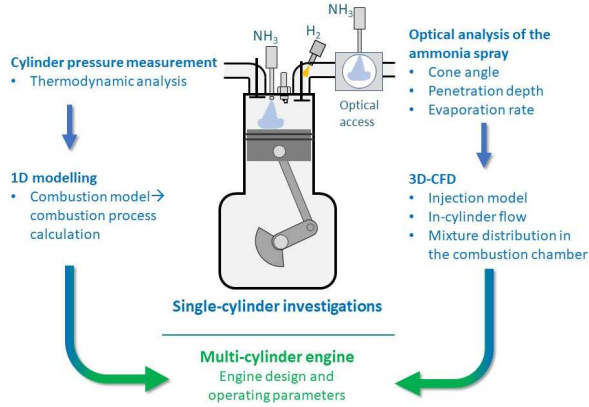 NH3
H2
NH3
Cylinder pressure measurement
• Thermodynamic analysis
Optical analysis of the
ammonia spray
• Cone angle
• Penetration depth
• Evaporation rate
Optical
access
1D modelling
• Combustion model→
combustion process
calculation
3D-CFD
• Injection model
• In-cylinder flow
• Mixture distribution in
the combustion chamber
Single-cylinder investigations
Multi-cylinder engine
Engine design and
operating parameters